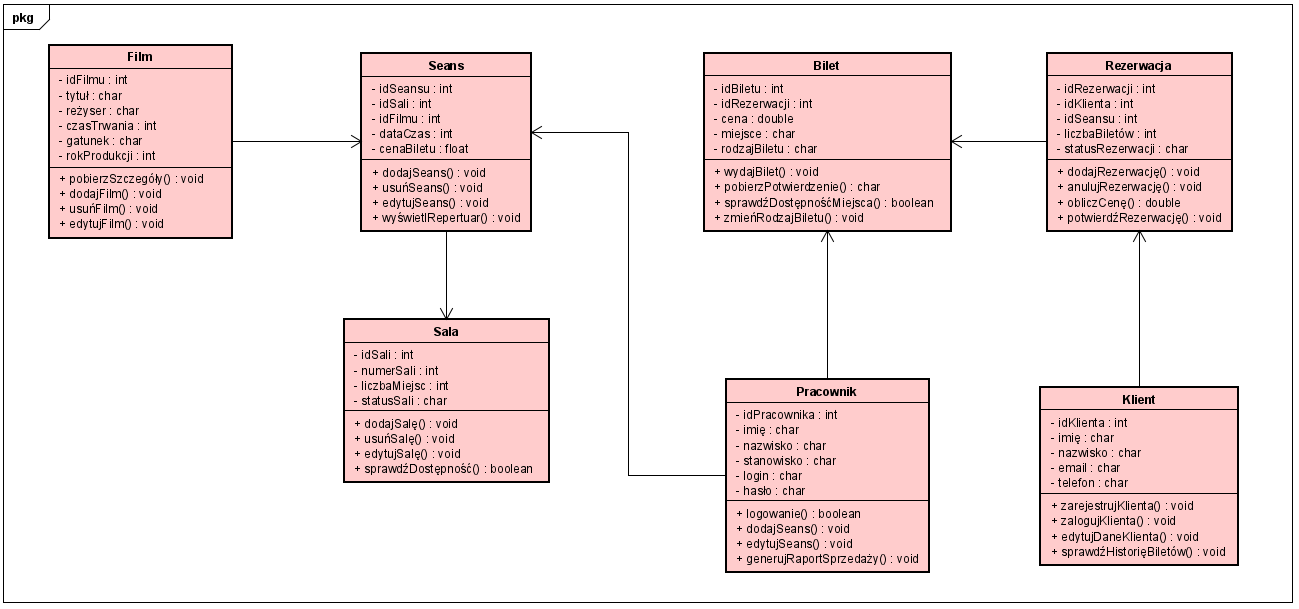 pkg
Film
- idFilmu : int
- tytuł : char
- reżyser : char
- czasTrwania : int
- gatunek : char
- rokProdukcji : int
+ pobierzSzczegóły() : void
+ dodajFilm() : void
+ usuńFilm() : void
+ edytujFilm() : void
Seans
- idSeansu : int
- idSali : int
- idFilmu : int
- dataCzas : int
- cenaBiletu : float
+ dodajSeans() : void
+ usuńSeans() : void
+ edytujSeans() : void
+ wyświetlRepertuar() : void
Bilet
- idBiletu : int
- idRezerwacji : int
- cena : double
- miejsce : char
- rodzajBiletu : char
+ wydajBilet() : void
+ pobierzPotwierdzenie() : char
+ sprawdźDostępnośćMiejsca() : boolean
+ zmieńRodzajBiletu() : void
Rezerwacja
- idRezerwacji : int
- idKlienta : int
- idSeansu : int
- liczbaBiletów : int
- statusRezerwacji : char
+ dodajRezerwację() : void
+ anulujRezerwację() : void
+ obliczCenę() : double
+ potwierdźRezerwację() : void
Sala
- idSali : int
- numerSali : int
- liczbaMiejsc : int
- statusSali : char
+ dodajSalę() : void
+ usuńSalę() : void
+ edytujSalę() : void
+ sprawdźDostępność() : boolean
Pracownik
- idPracownika : int
- imię : char
- nazwisko : char
- stanowisko : char
- login : char
- hasło : char
+ logowanie() : boolean
+ dodajSeans() : void
+ edytujSeans() : void
+ generujRaportSprzedaży() : void
Klient
- idKlienta : int
- imię : char
- nazwisko : char
- email : char
- telefon : char
+ zarejestrujKlienta() : void
+ zalogujKlienta() : void
+ edytujDaneKlienta() : void
+ sprawdźHistorięBiletów() : void